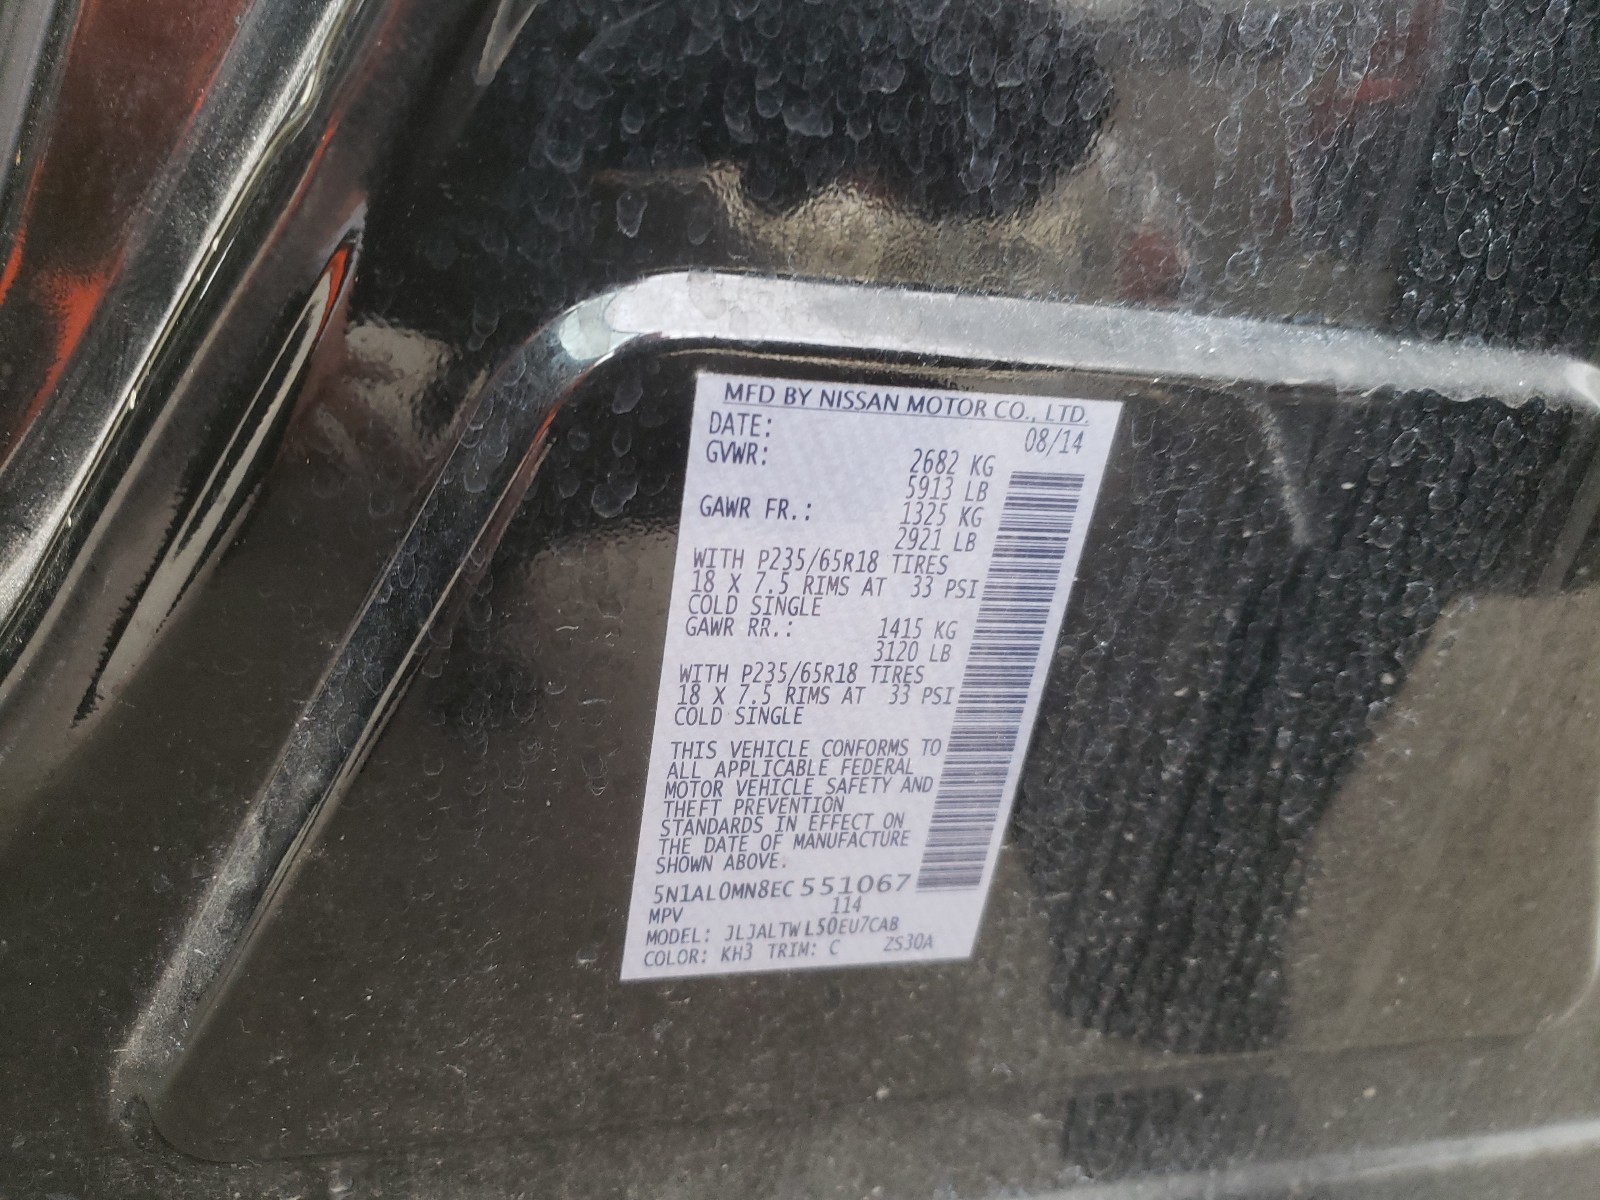 MFD BY NISSAN MOTOR CO., LTD.
DATE: 08/14
GVWR: 2682 KG
5913 LB
GAWR FR.: 1325 KG
2921 LB
WITH P235/65R18 TIRES
18 X 7.5 RIMS AT 33 PSI
COLD SINGLE
GAWR RR.: 1415 KG
3120 LB
WITH P235/65R18 TIRES
18 X 7.5 RIMS AT 33 PSI
COLD SINGLE
THIS VEHICLE CONFORMS TO
ALL APPLICABLE FEDERAL
MOTOR VEHICLE SAFETY AND
THEFT PREVENTION
STANDARDS IN EFFECT ON
THE DATE OF MANUFACTURE
SHOWN ABOVE.
5N1AL0MN8EC551067
MPV 114
MODEL: JLJALTWL50EU7CAB
COLOR: KH3 TRIM: C ZS30A